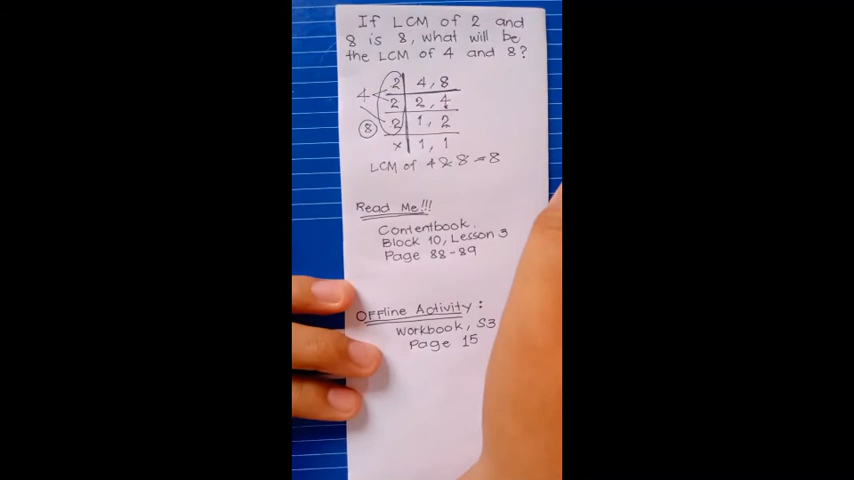 If LCM of 2 and
8 is 8, what will be
the LCM of 4 and 8?
4
2 4, 8
2 2, 4
8
2 1, 2
× 1, 1
LCM of 4 & 8 = 8
Read Me!!!
Contentbook,
Block 10, Lesson 3
Page 88-89
Offline Activity:
Workbook, S3
Page 15